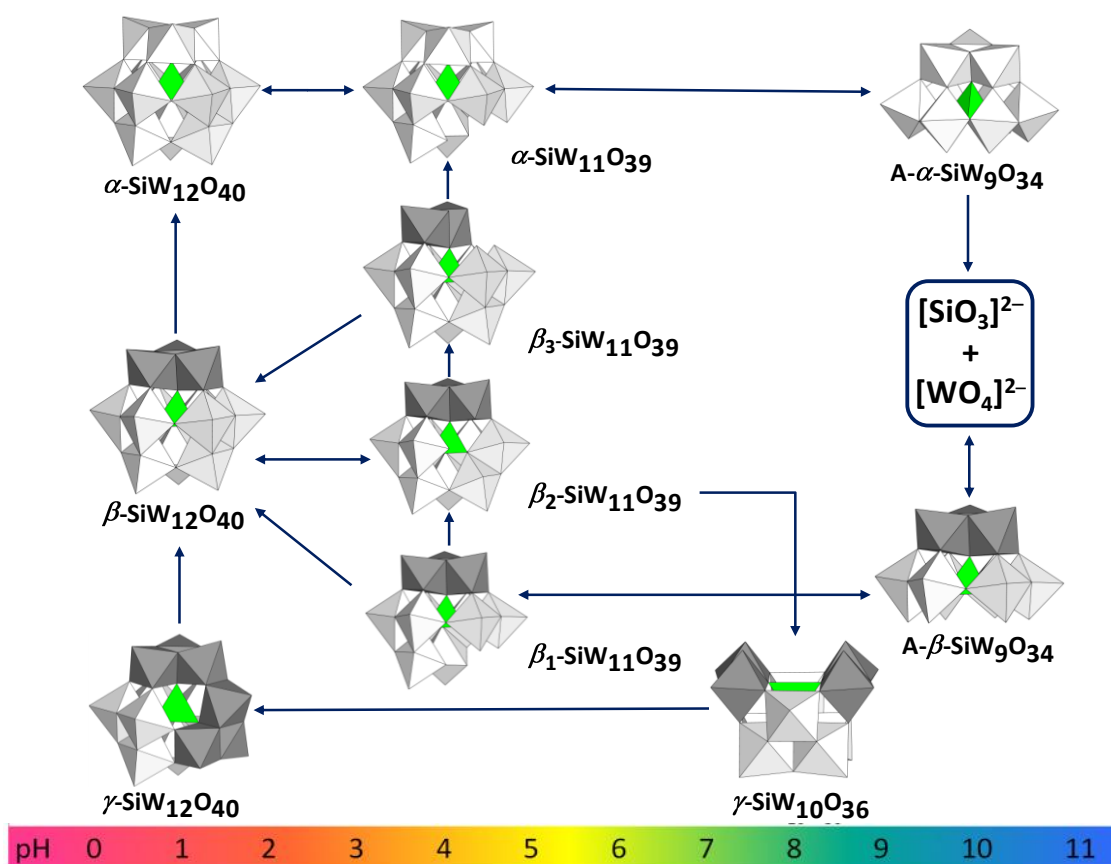 α-SiW12O40
α-SiW11O39
A-α-SiW9O34
β3-SiW11O39
[SiO3]2–
+
[WO4]2–
β-SiW12O40
β2-SiW11O39
β1-SiW11O39
A-β-SiW9O34
γ-SiW12O40
γ-SiW10O36
pH 0 1 2 3 4 5 6 7 8 9 10 11